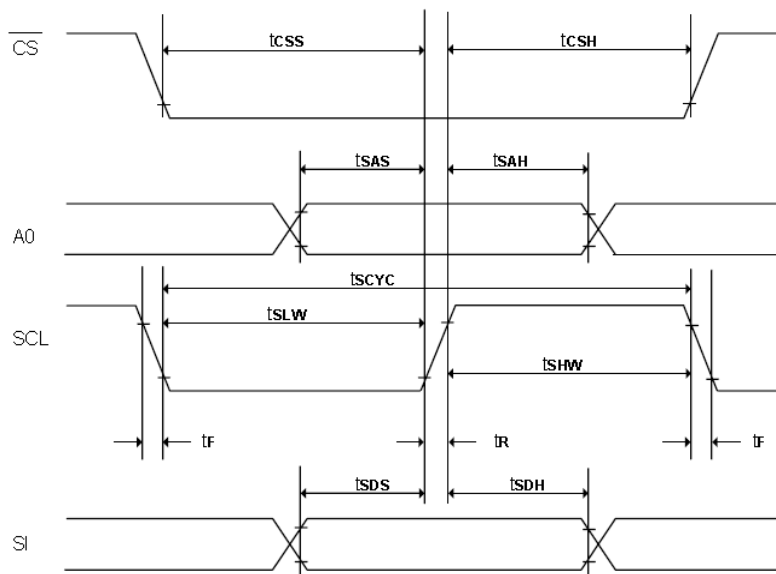 CS
tCSS
tCSH
tSAS
tSAH
A0
tSCYC
tSLW
SCL
tSHW
tF
tR
tF
tSDS
tSDH
SI